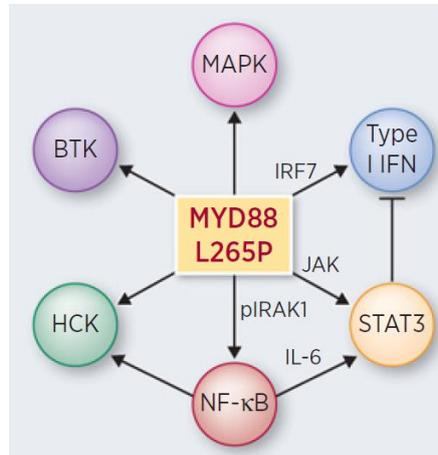 MAPK
BTK
Type
I IFN
IRF7
MYD88
L265P
JAK
pIRAK1
HCK
STAT3
IL-6
NF-κB